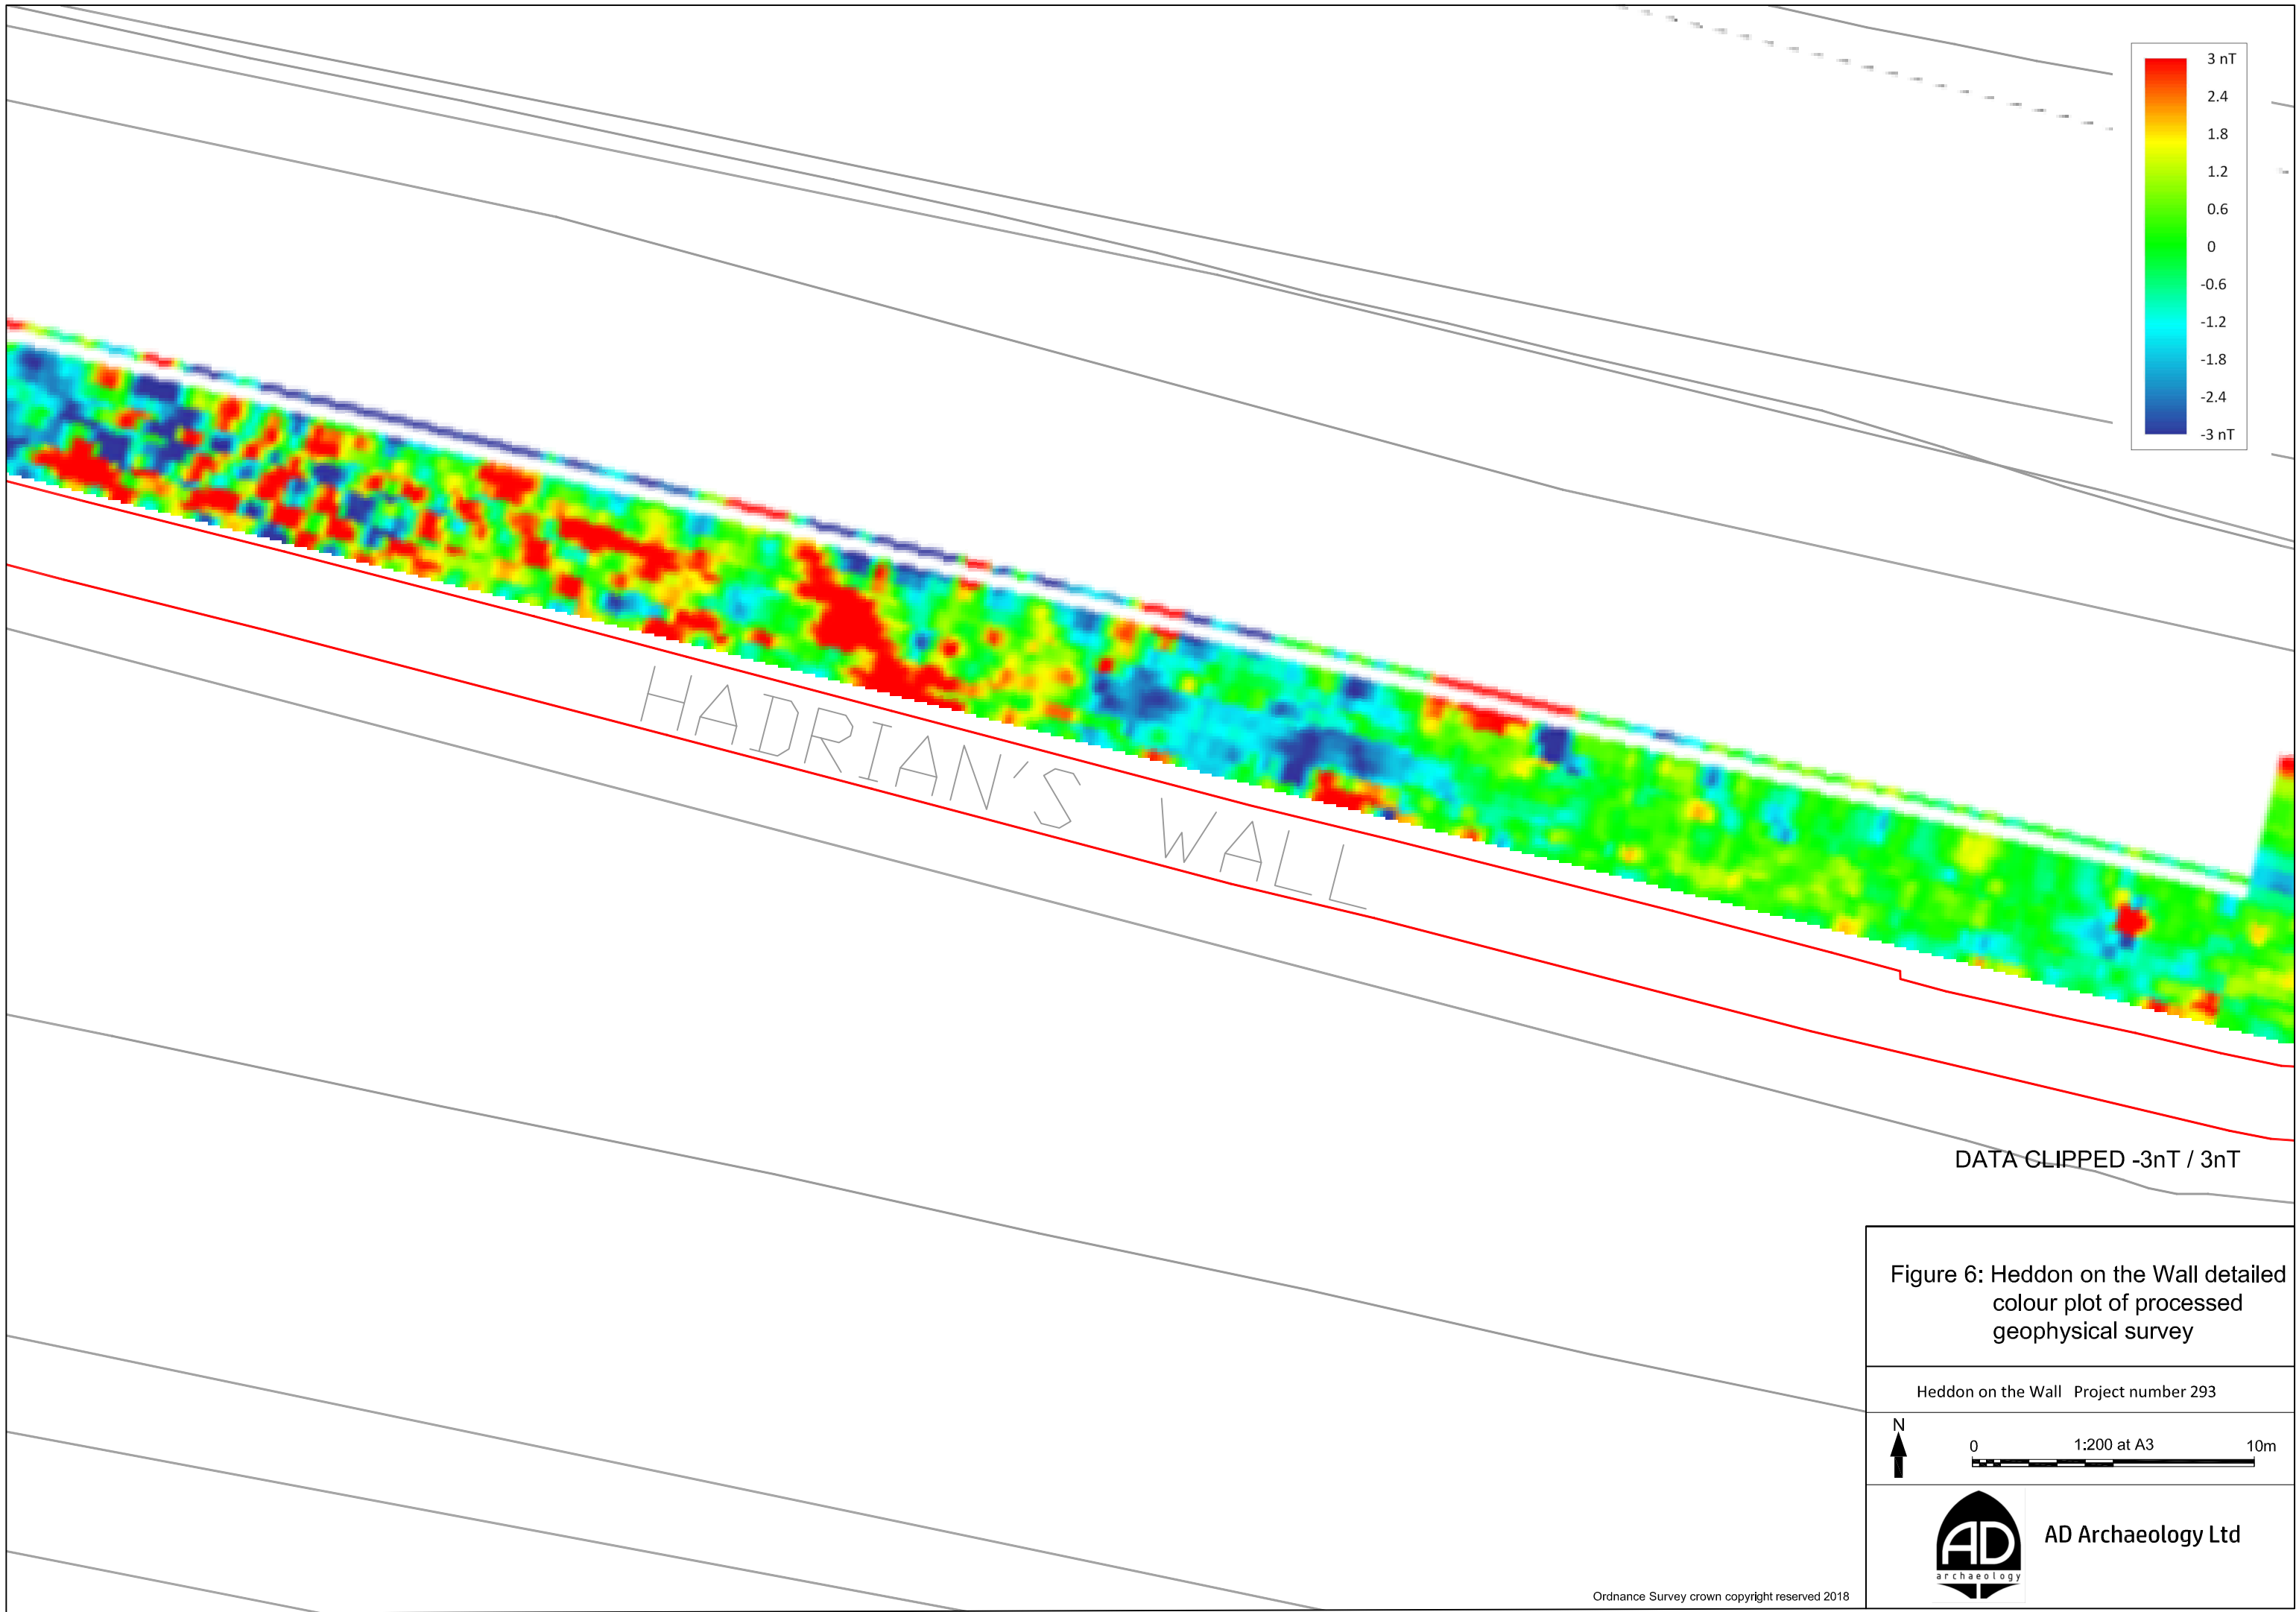 3 nT
2.4
1.8
1.2
0.6
0
-0.6
-1.2
-1.8
-2.4
-3 nT
HADRIAN'S WALL
DATA CLIPPED -3nT / 3nT
Figure 6: Heddon on the Wall detailed
colour plot of processed
geophysical survey
Heddon on the Wall Project number 293
N
0 1:200 at A3 10m
AD
archaeology
AD Archaeology Ltd
Ordnance Survey crown copyright reserved 2018